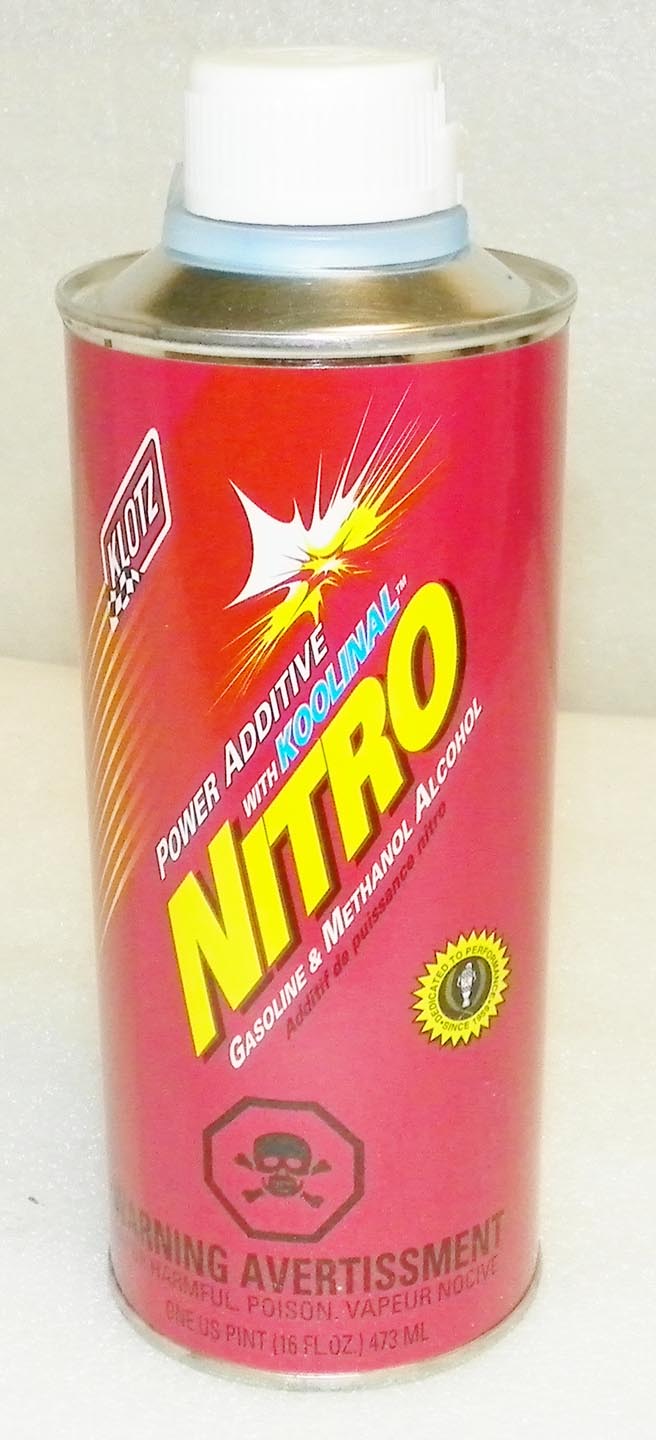 KLOTZ
POWER ADDITIVE
WITH KOOLINAL™
NITRO
GASOLINE & METHANOL ALCOHOL
Additif de puissance nitro
DEDICATED TO PERFORMANCE
SINCE
WARNING AVERTISSMENT
HARMFUL. POISON. VAPEUR NOCIVE
ONE US PINT (16 FL.OZ.) 473 ML